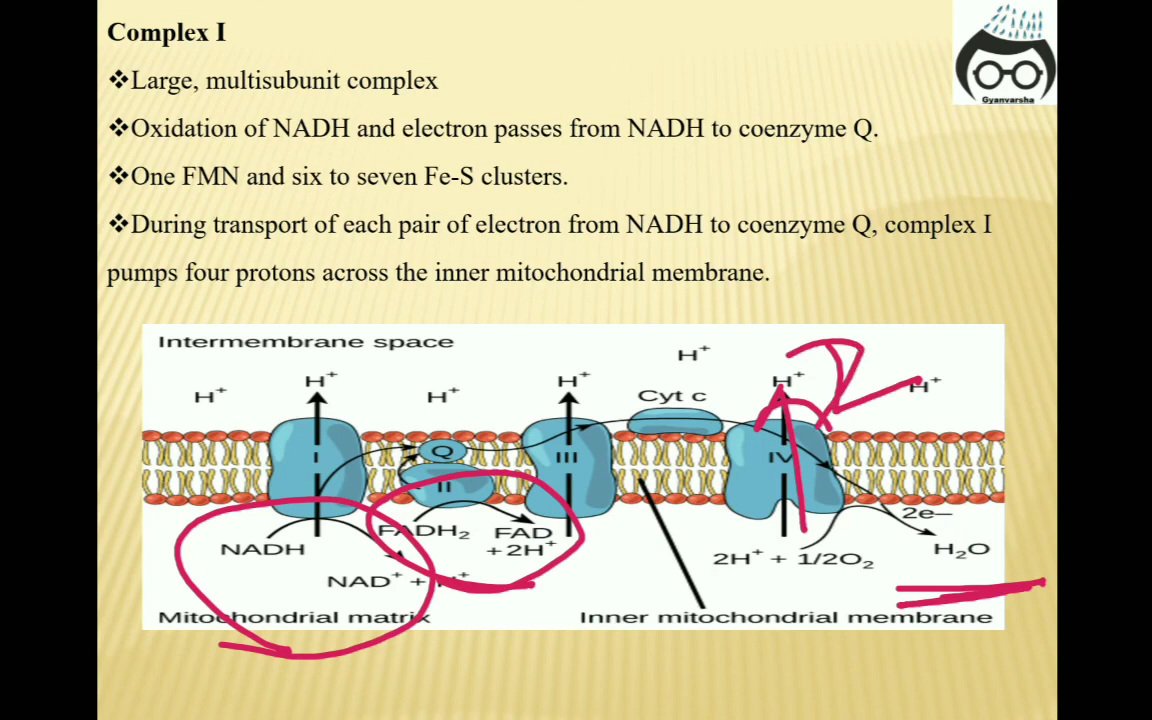 Complex I
Gyanvarsha
❖Large, multisubunit complex
❖Oxidation of NADH and electron passes from NADH to coenzyme Q.
❖One FMN and six to seven Fe-S clusters.
❖During transport of each pair of electron from NADH to coenzyme Q, complex I
pumps four protons across the inner mitochondrial membrane.
Intermembrane space
H⁺
H⁺ H⁺ H⁺
H⁺ H⁺ Cyt c H⁺
I Q III IV
II
2e–
FADH₂ FAD
NADH + 2H⁺ 2H⁺ + 1/2O₂ H₂O
NAD⁺ + H⁺
Mitochondrial matrix Inner mitochondrial membrane